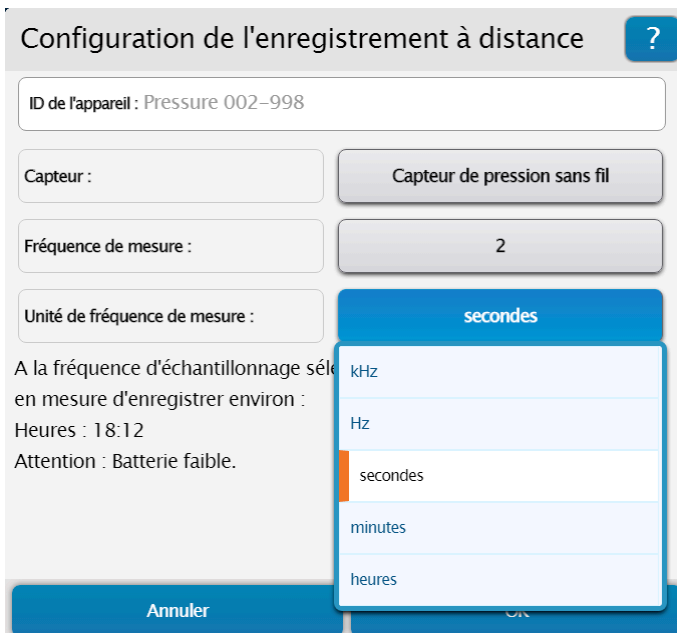 Configuration de l'enregistrement à distance ?
ID de l'appareil : Pressure 002-998
Capteur : Capteur de pression sans fil
Fréquence de mesure : 2
Unité de fréquence de mesure : secondes
A la fréquence d'échantillonnage
en mesure d'enregistrer environ :
Heures : 18:12
Attention : Batterie faible.
kHz
Hz
secondes
minutes
heures
Annuler